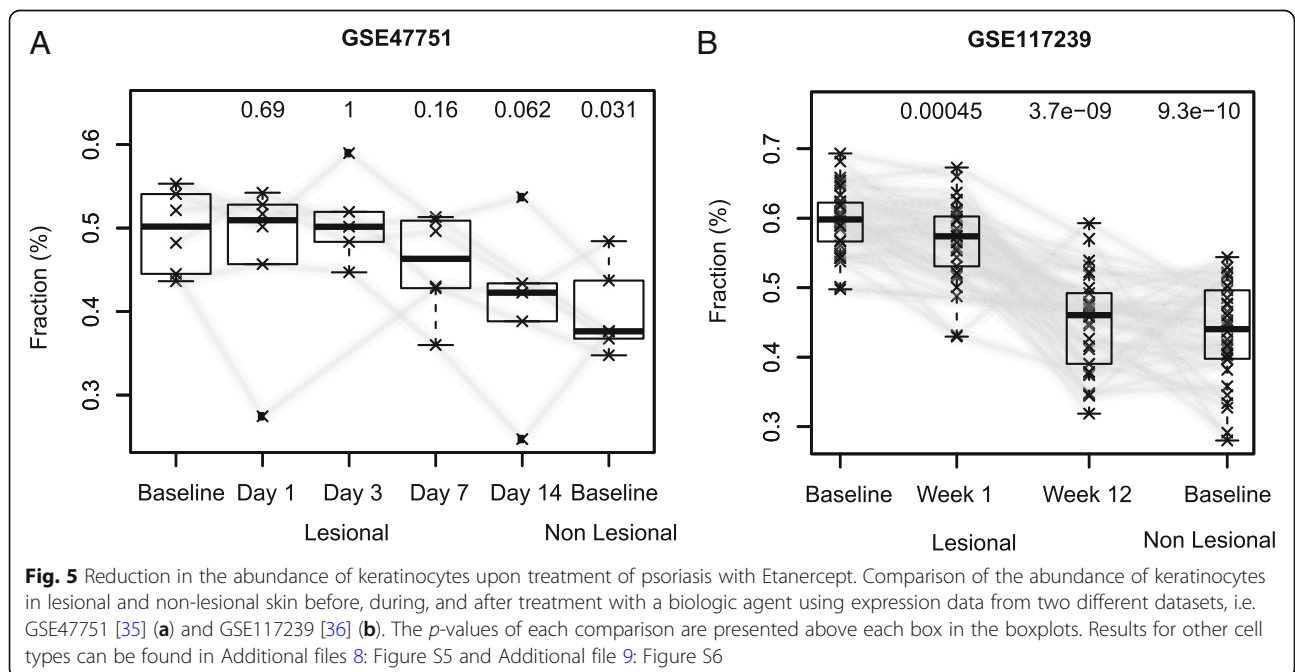 A
GSE47751
0.69 1 0.16 0.062 0.031
Fraction (%)
0.6
0.5
0.4
0.3
Baseline Day 1 Day 3 Day 7 Day 14 Baseline
Lesional Non Lesional
B
GSE117239
0.00045 3.7e−09 9.3e−10
Fraction (%)
0.7
0.6
0.5
0.4
0.3
Baseline Week 1 Week 12 Baseline
Lesional Non Lesional
Fig. 5 Reduction in the abundance of keratinocytes upon treatment of psoriasis with Etanercept. Comparison of the abundance of keratinocytes
in lesional and non-lesional skin before, during, and after treatment with a biologic agent using expression data from two different datasets, i.e.
GSE47751 [35] (a) and GSE117239 [36] (b). The p-values of each comparison are presented above each box in the boxplots. Results for other cell
types can be found in Additional files 8: Figure S5 and Additional file 9: Figure S6